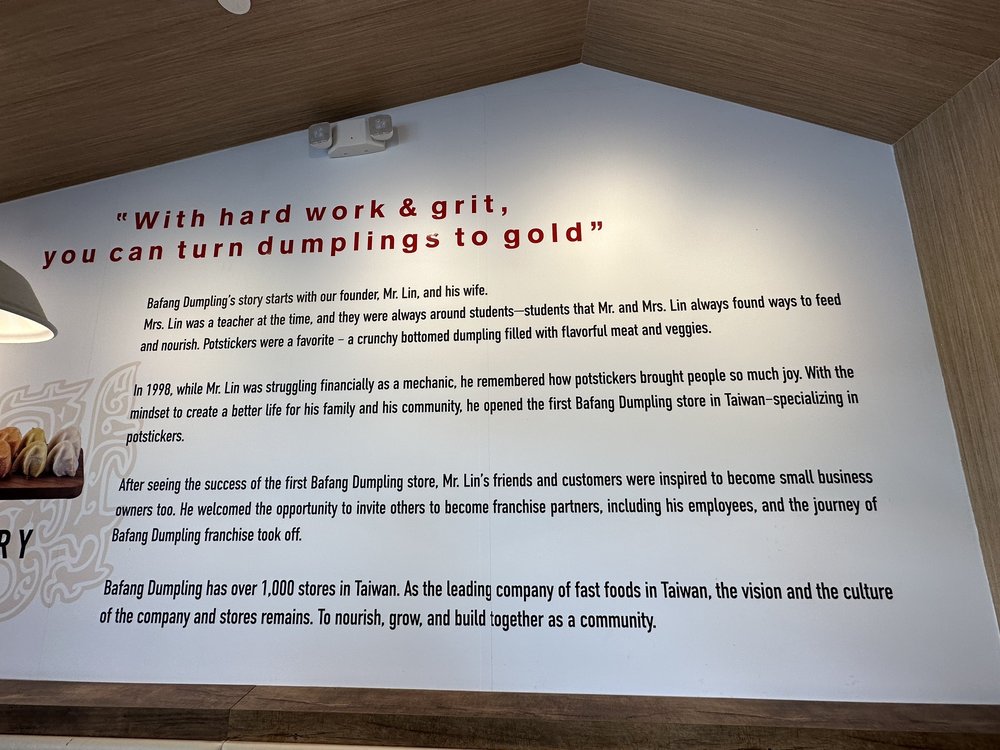 "With hard work & grit,
you can turn dumplings to gold"
Bafang Dumpling's story starts with our founder, Mr. Lin, and his wife.
Mrs. Lin was a teacher at the time, and they were always around students—students that Mr. and Mrs. Lin always found ways to feed
and nourish. Potstickers were a favorite – a crunchy bottomed dumpling filled with flavorful meat and veggies.
In 1998, while Mr. Lin was struggling financially as a mechanic, he remembered how potstickers brought people so much joy. With the
mindset to create a better life for his family and his community, he opened the first Bafang Dumpling store in Taiwan–specializing in
potstickers.
After seeing the success of the first Bafang Dumpling store, Mr. Lin's friends and customers were inspired to become small business
owners too. He welcomed the opportunity to invite others to become franchise partners, including his employees, and the journey of
Bafang Dumpling franchise took off.
RY
Bafang Dumpling has over 1,000 stores in Taiwan. As the leading company of fast foods in Taiwan, the vision and the culture
of the company and stores remains. To nourish, grow, and build together as a community.